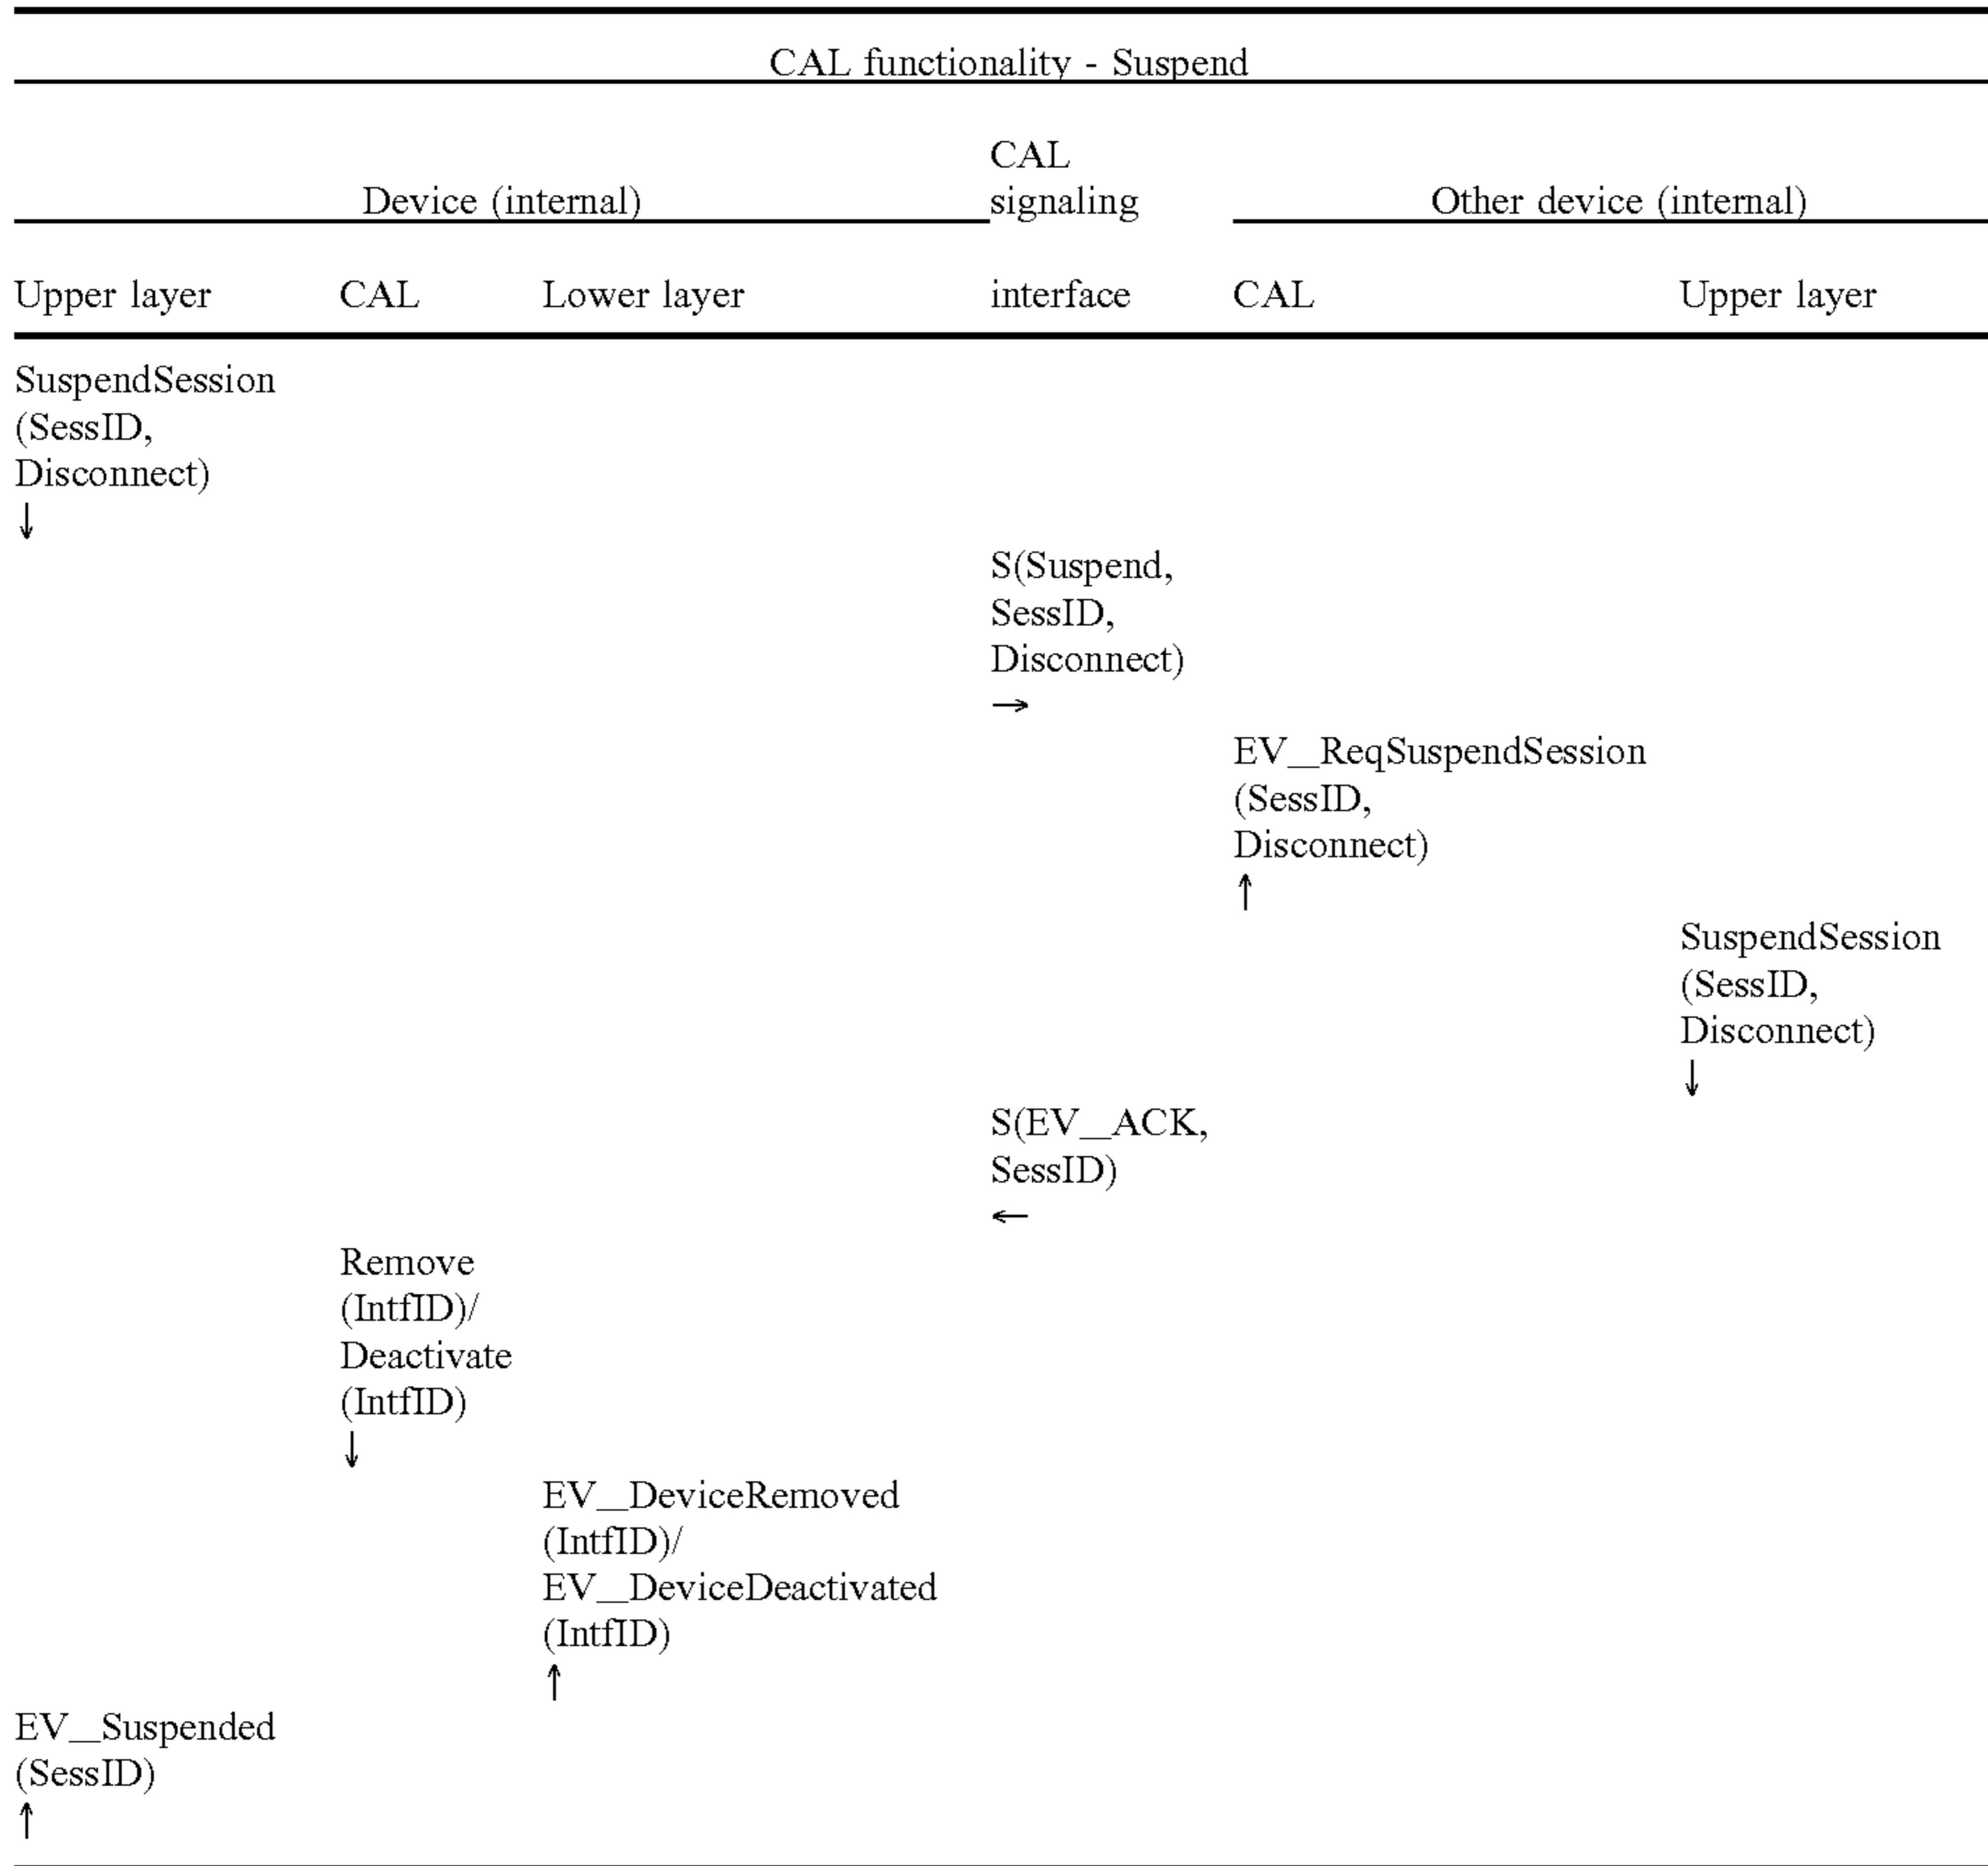 CAL functionality - Suspend
CAL
Device (internal) signaling Other device (internal)
Upper layer CAL Lower layer interface CAL Upper layer
SuspendSession
(SessID,
Disconnect)
↓
S(Suspend,
SessID,
Disconnect)
→
EV__ReqSuspendSession
(SessID,
Disconnect)
↑
SuspendSession
(SessID,
Disconnect)
↓
S(EV__ACK,
SessID)
←
Remove
(IntfID)/
Deactivate
(IntfID)
↓
EV__DeviceRemoved
(IntfID)/
EV__DeviceDeactivated
(IntfID)
↑
EV__Suspended
(SessID)
↑